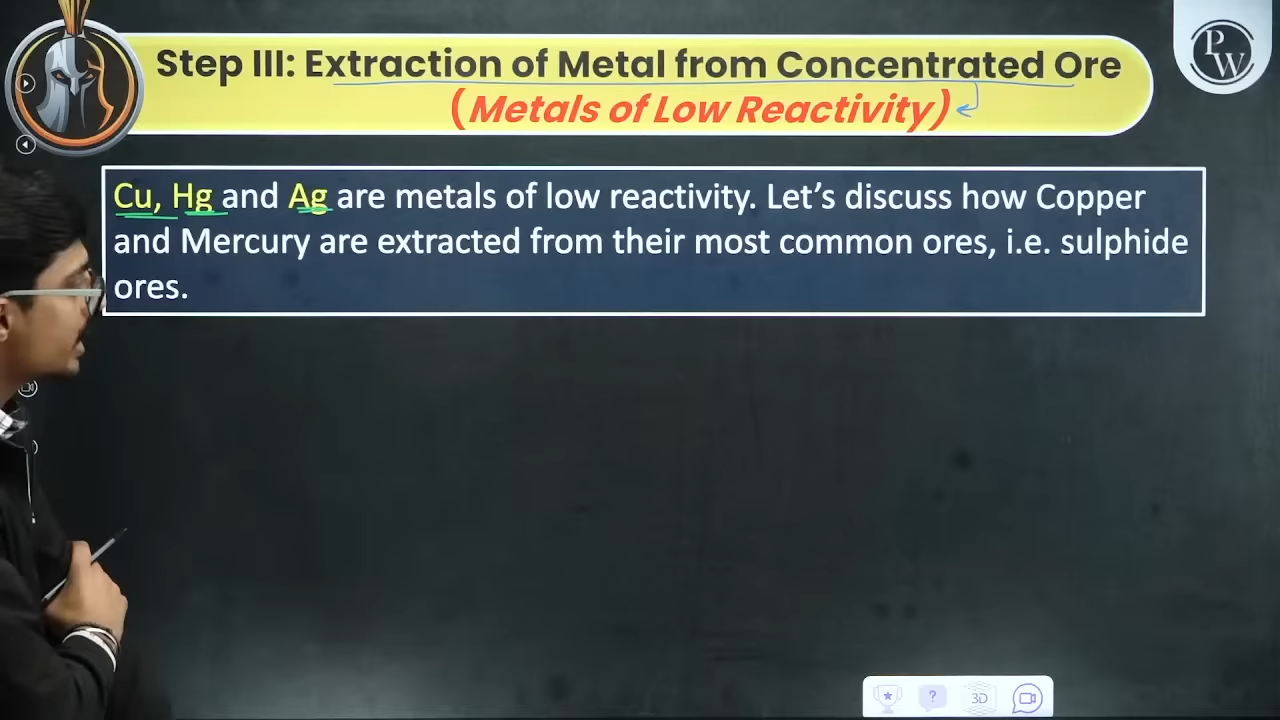 Step III: Extraction of Metal from Concentrated Ore
(Metals of Low Reactivity)
P
W
Cu, Hg and Ag are metals of low reactivity. Let’s discuss how Copper
and Mercury are extracted from their most common ores, i.e. sulphide
ores.
? 3D